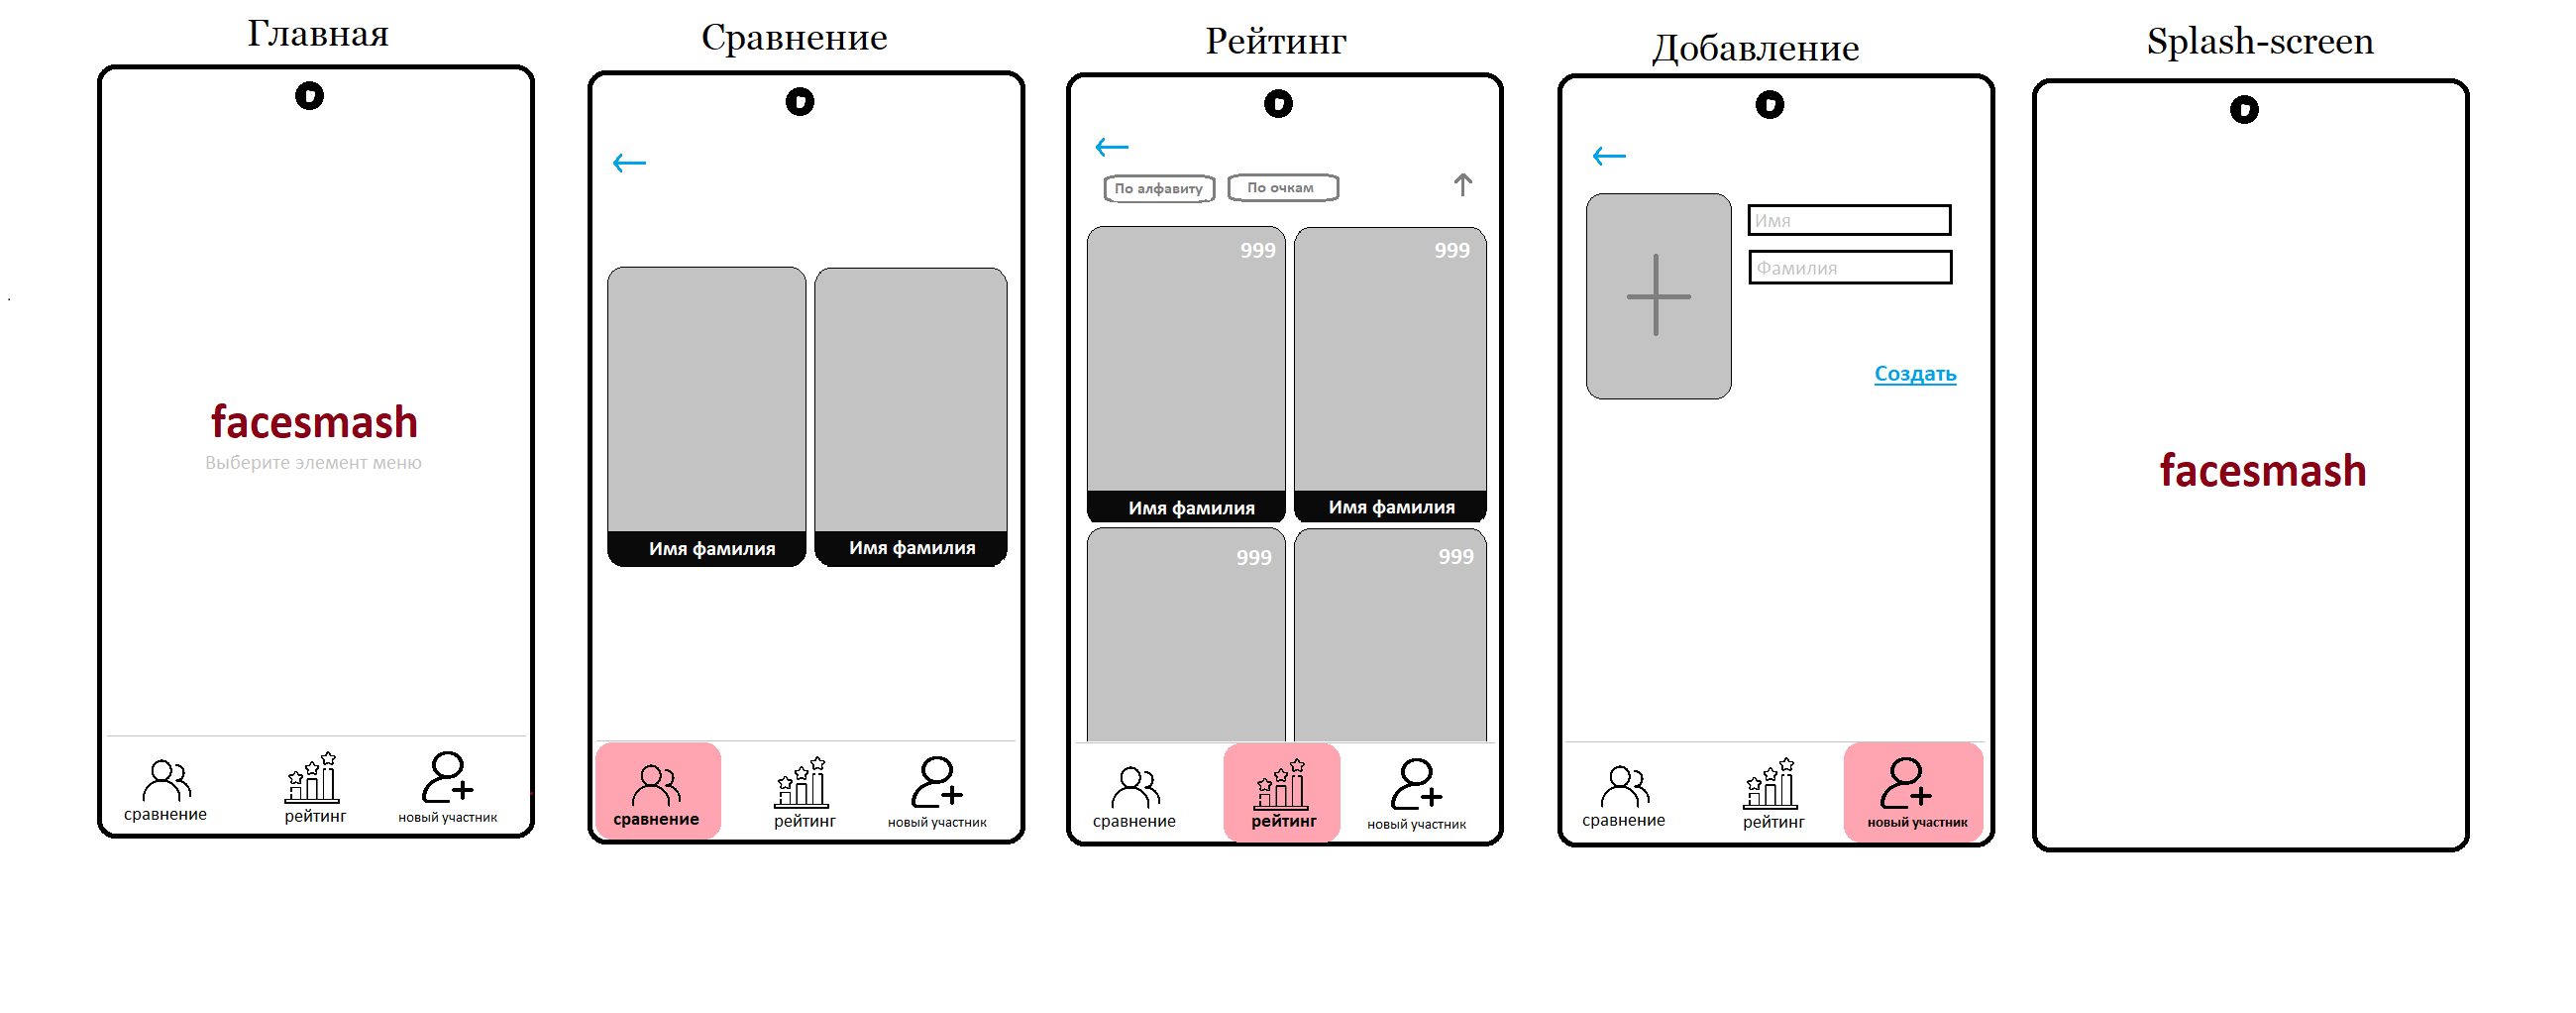 Главная
facesmash
Выберите элемент меню
сравнение
рейтинг
новый участник
Сравнение
Имя фамилия
Имя фамилия
сравнение
рейтинг
новый участник
Рейтинг
По алфавиту
По очкам
999
999
Имя фамилия
Имя фамилия
999
999
сравнение
рейтинг
новый участник
Добавление
Имя
Фамилия
Создать
сравнение
рейтинг
новый участник
Splash-screen
facesmash